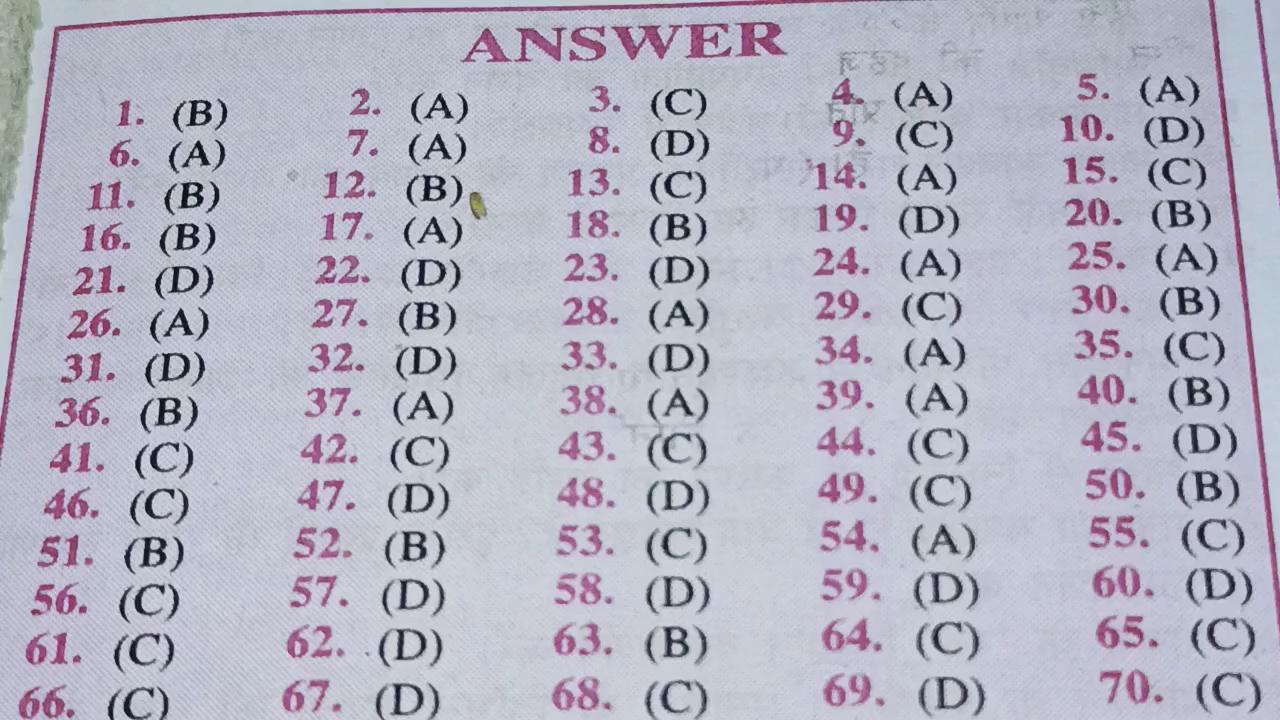 ANSWER
1. (B) 2. (A) 3. (C) 4. (A) 5. (A)
6. (A) 7. (A) 8. (D) 9. (C) 10. (D)
11. (B) 12. (B) 13. (C) 14. (A) 15. (C)
16. (B) 17. (A) 18. (B) 19. (D) 20. (B)
21. (D) 22. (D) 23. (D) 24. (A) 25. (A)
26. (A) 27. (B) 28. (A) 29. (C) 30. (B)
31. (D) 32. (D) 33. (D) 34. (A) 35. (C)
36. (B) 37. (A) 38. (A) 39. (A) 40. (B)
41. (C) 42. (C) 43. (C) 44. (C) 45. (D)
46. (C) 47. (D) 48. (D) 49. (C) 50. (B)
51. (B) 52. (B) 53. (C) 54. (A) 55. (C)
56. (C) 57. (D) 58. (D) 59. (D) 60. (D)
61. (C) 62. (D) 63. (B) 64. (C) 65. (C)
66. (C) 67. (D) 68. (C) 69. (D) 70. (C)